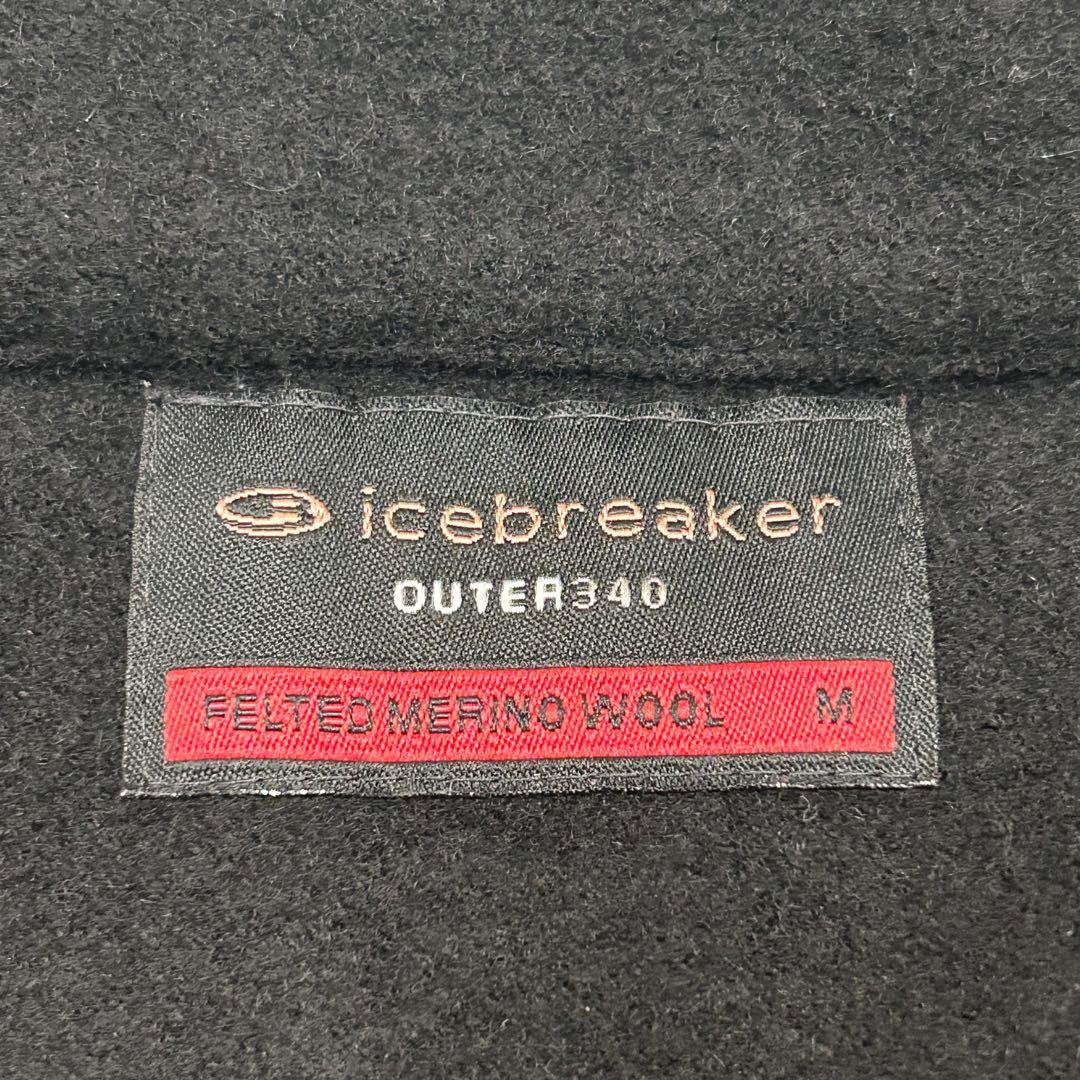 icebreaker
OUTER340
FELTED MERINO WOOL M